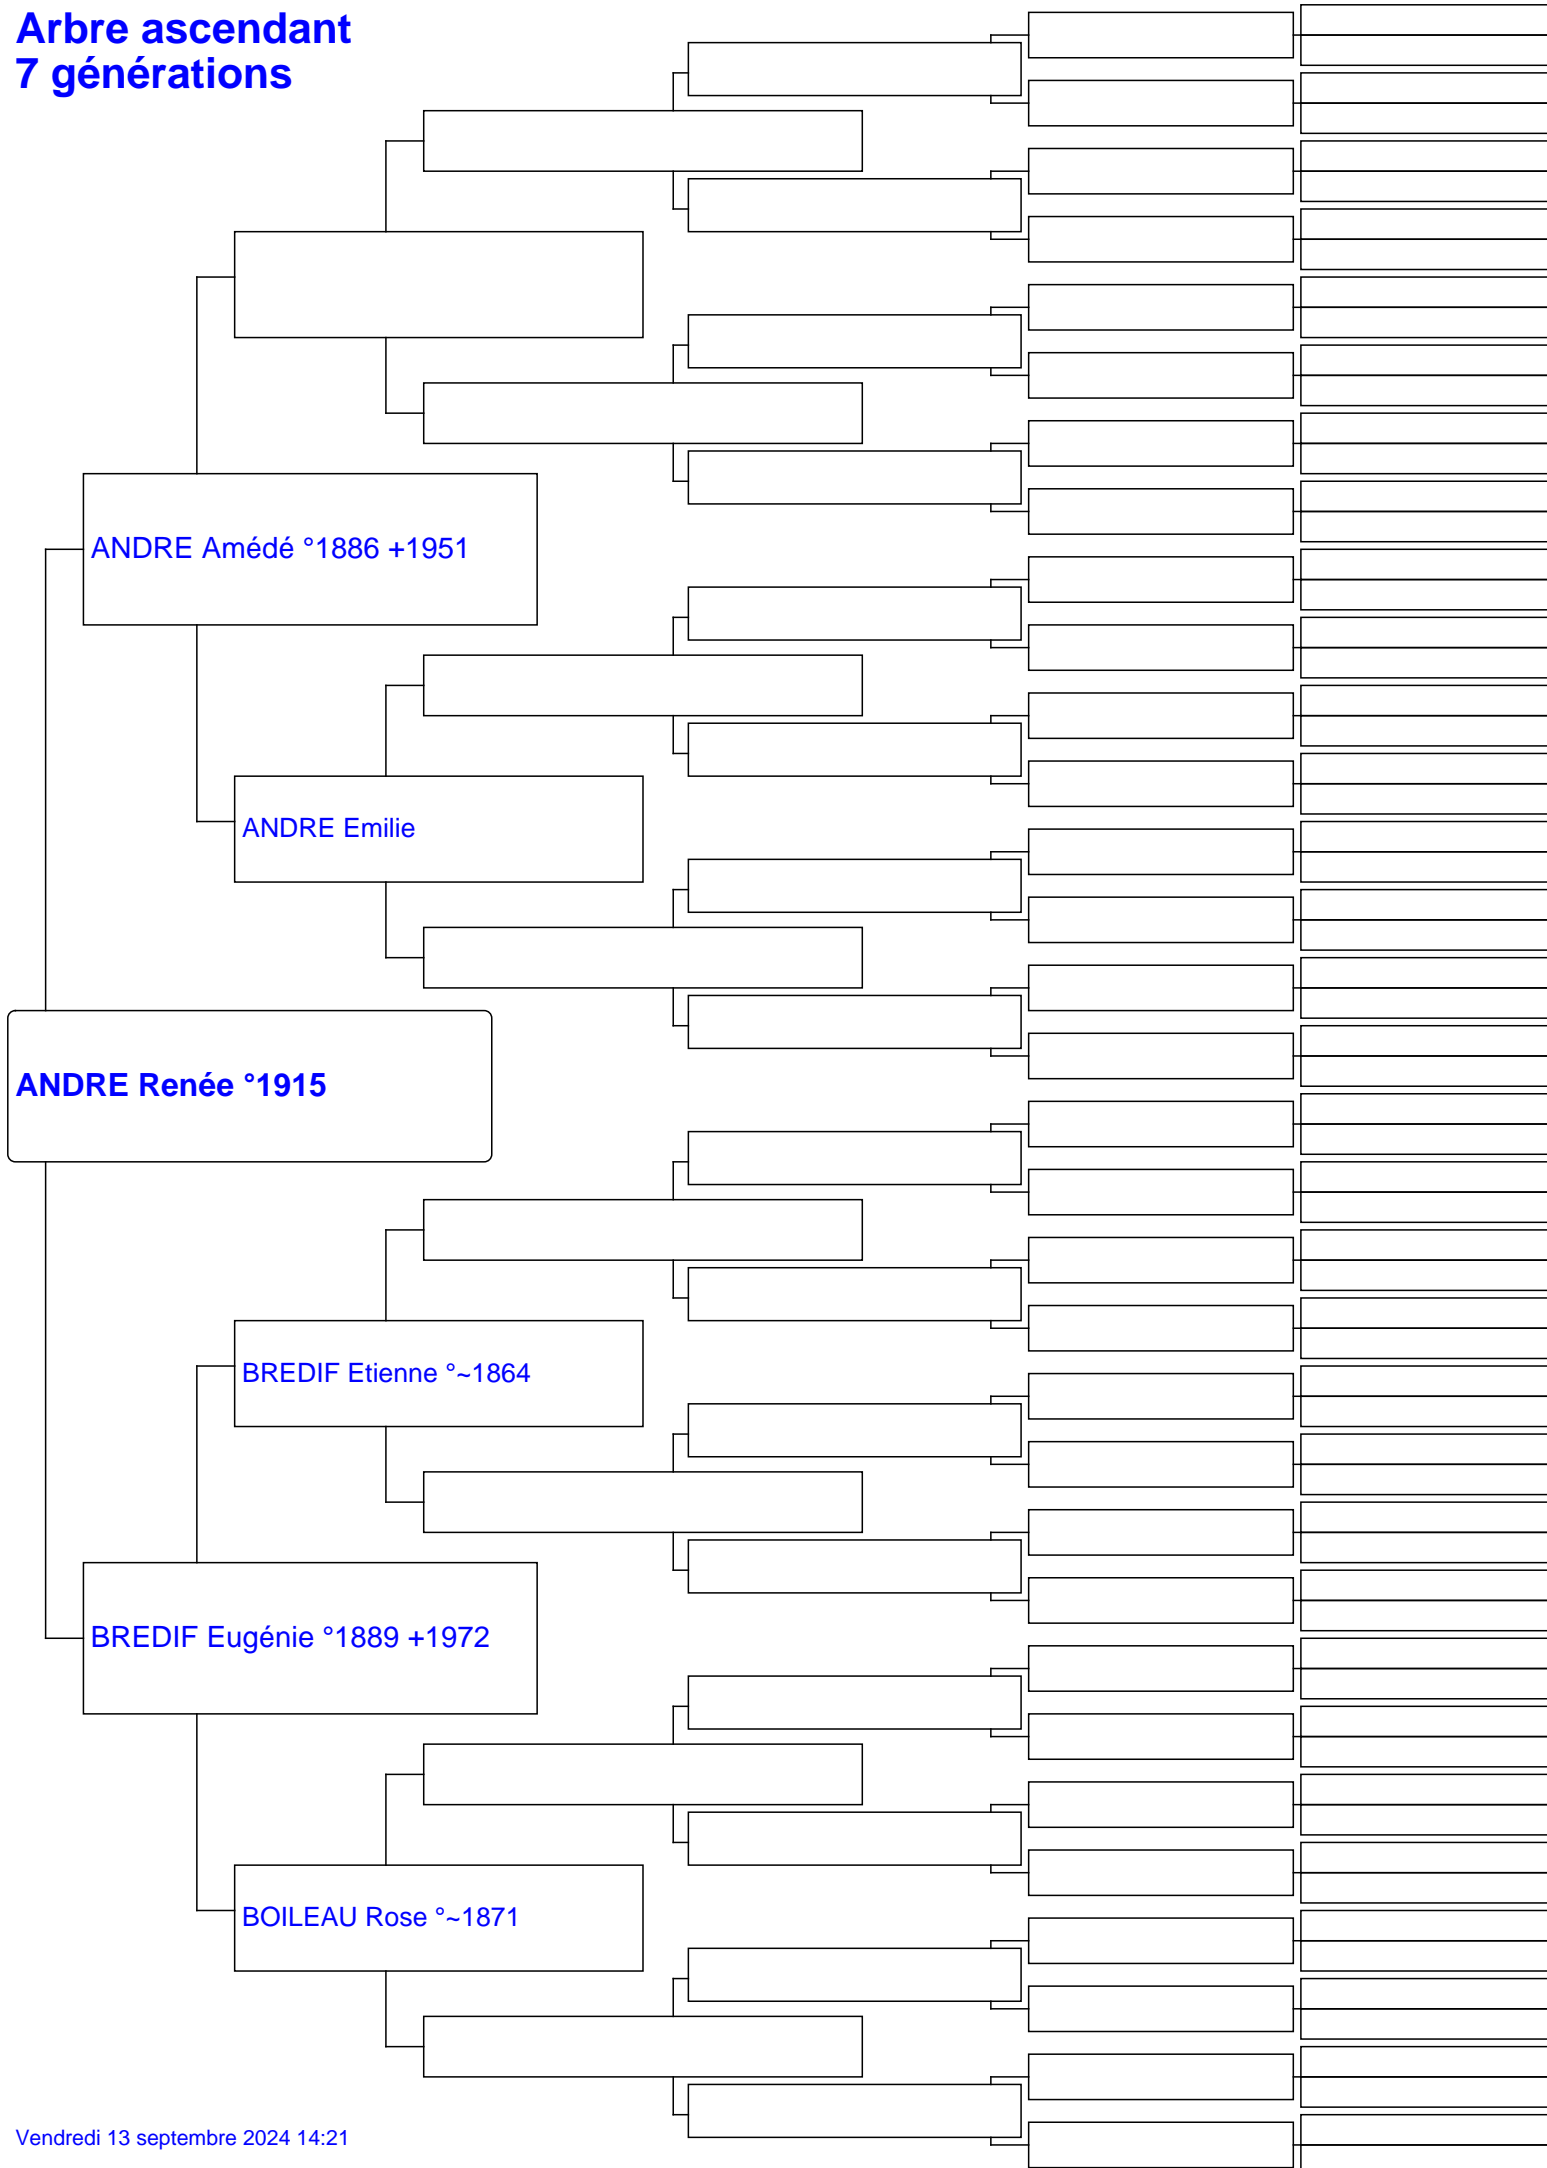 Arbre ascendant
7 générations
ANDRE Amédé °1886 +1951
ANDRE Emilie
ANDRE Renée °1915
BREDIF Etienne °~1864
BREDIF Eugénie °1889 +1972
BOILEAU Rose °~1871
Vendredi 13 septembre 2024 14:21